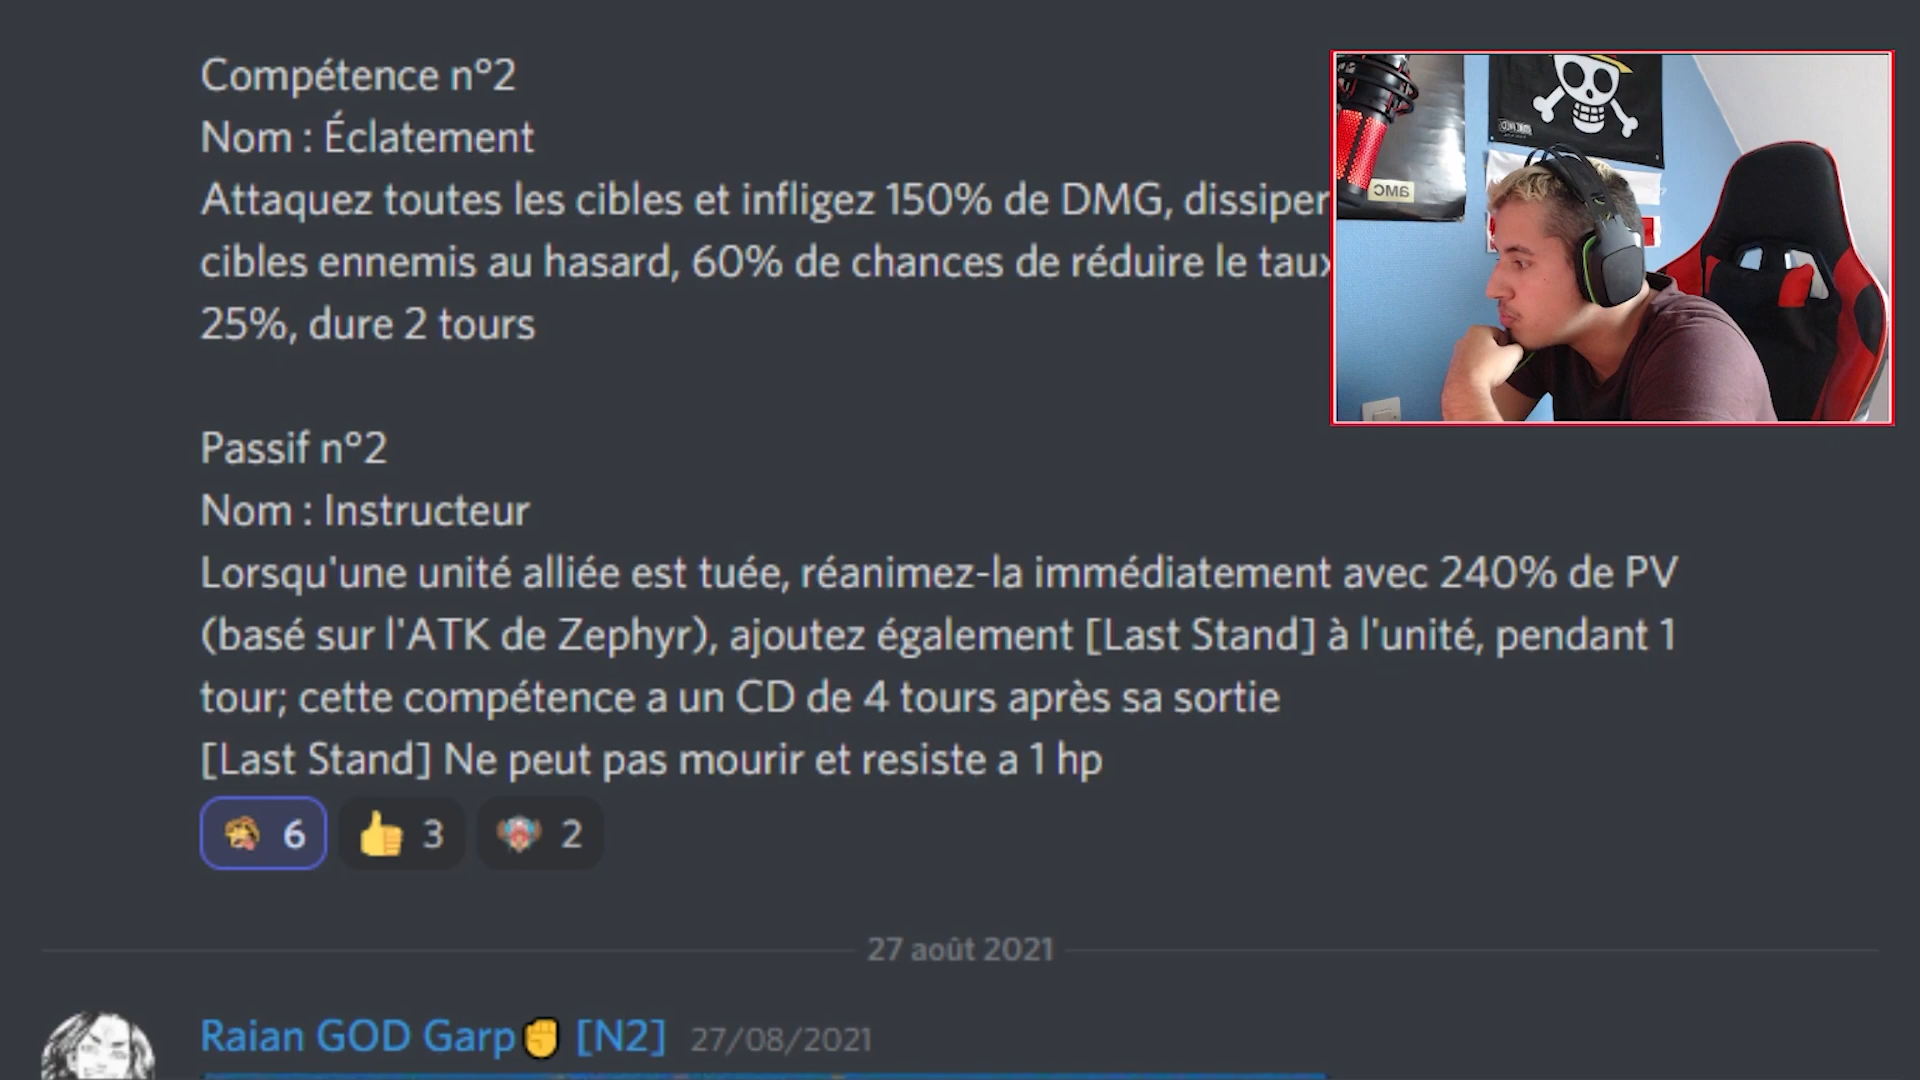 Compétence n°2
Nom : Éclatement
Attaquez toutes les cibles et infligez 150% de DMG, dissiper
cibles ennemis au hasard, 60% de chances de réduire le taux
25%, dure 2 tours
Passif n°2
Nom : Instructeur
Lorsqu'une unité alliée est tuée, réanimez-la immédiatement avec 240% de PV
(basé sur l'ATK de Zephyr), ajoutez également [Last Stand] à l'unité, pendant 1
tour; cette compétence a un CD de 4 tours après sa sortie
[Last Stand] Ne peut pas mourir et resiste a 1 hp
6 3 2
27 août 2021
Raian GOD Garp [N2] 27/08/2021
amc